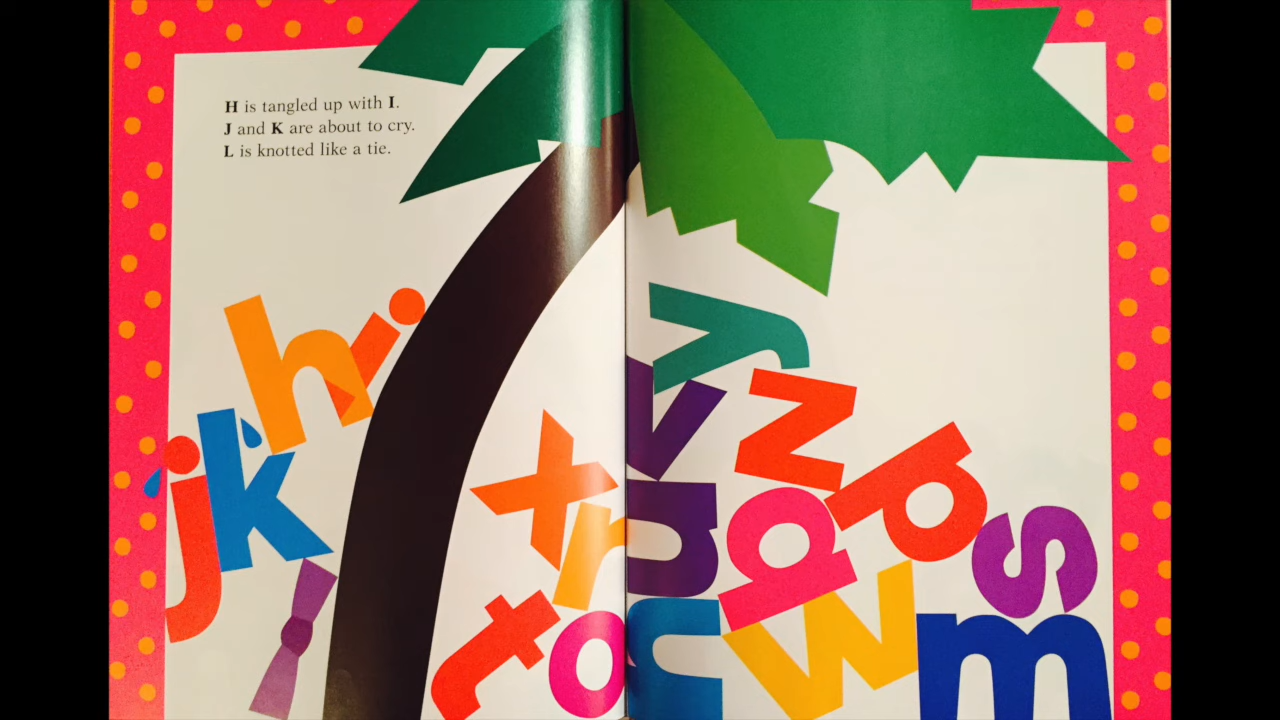 H is tangled up with I.
J and K are about to cry.
L is knotted like a tie.
h i
j k
y
v z
x p
u q s
r
n w m
t o